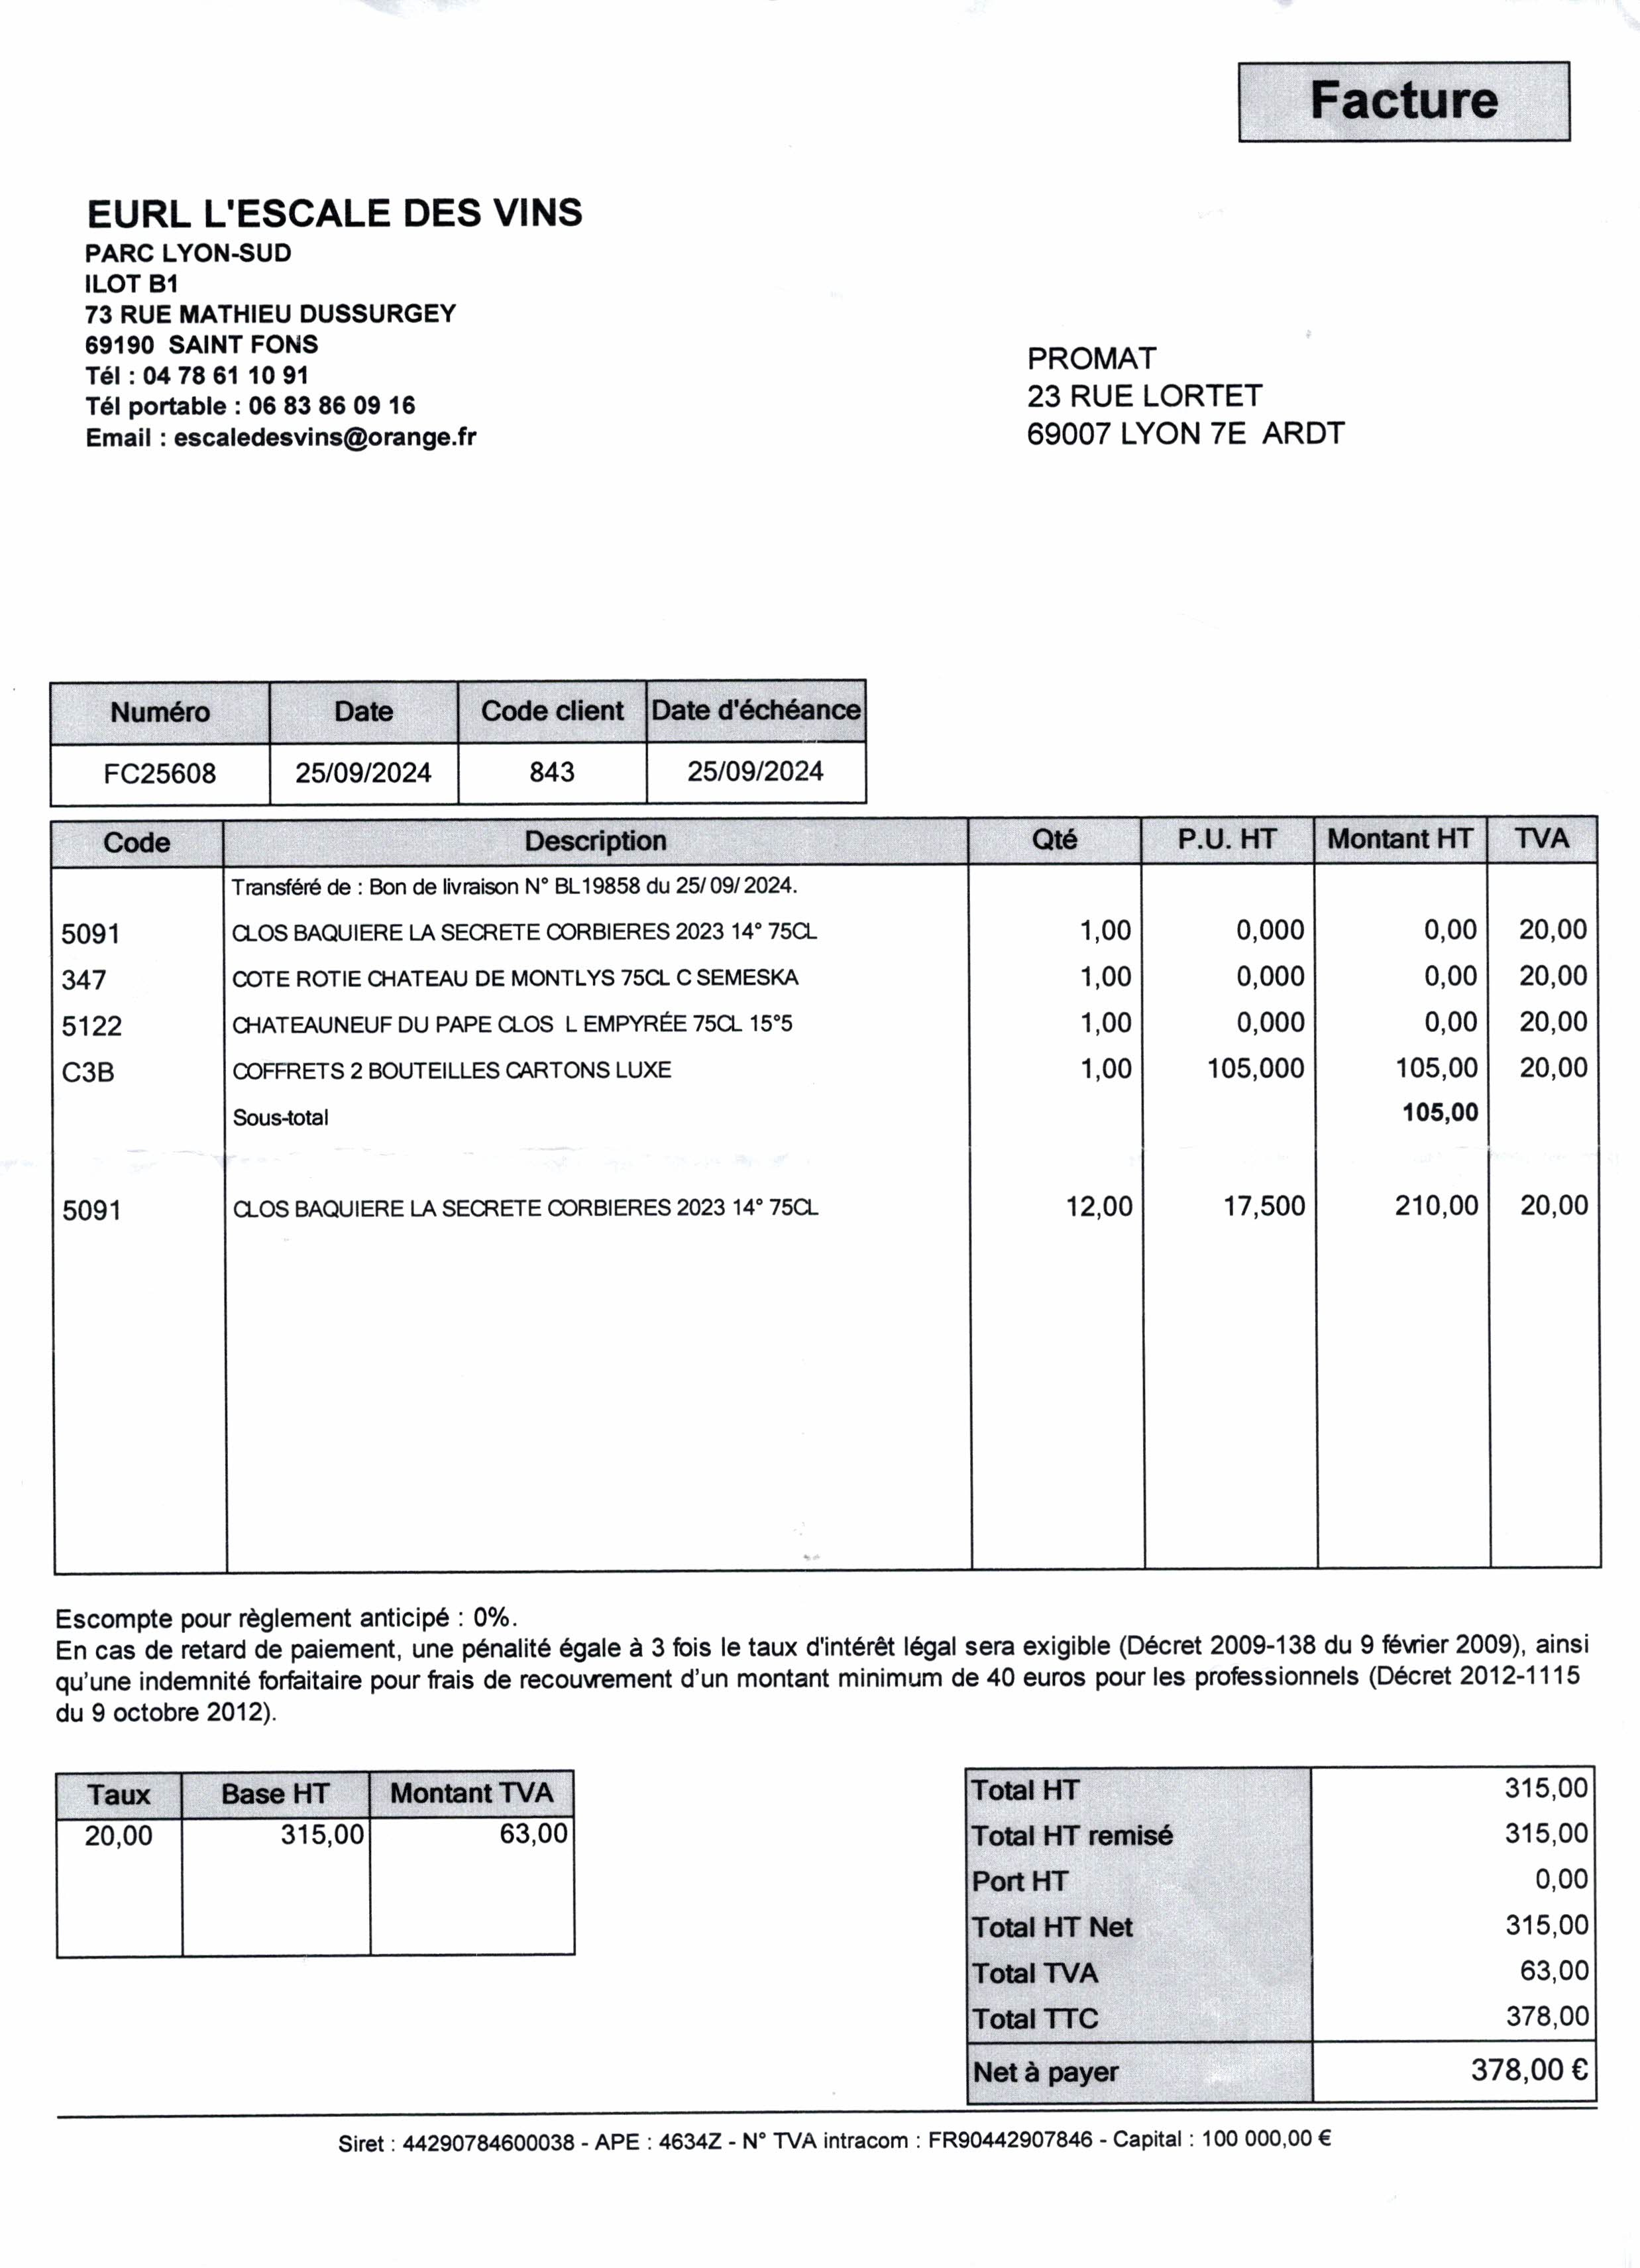 Facture
EURL L'ESCALE DES VINS
PARC LYON-SUD
ILOT B1
73 RUE MATHIEU DUSSURGEY
69190 SAINT FONS
Tél : 04 78 61 10 91
Tél portable : 06 83 86 09 16
Email : escaledesvins@orange.fr
PROMAT
23 RUE LORTET
69007 LYON 7E ARDT
Numéro Date Code client Date d'échéance
FC25608 25/09/2024 843 25/09/2024
Code Description Qté P.U. HT Montant HT TVA
Transféré de : Bon de livraison N° BL19858 du 25/09/2024.
5091 CLOS BAQUIERE LA SECRETE CORBIERES 2023 14° 75CL 1,00 0,000 0,00 20,00
347 COTE ROTIE CHATEAU DE MONTLYS 75CL C SEMESKA 1,00 0,000 0,00 20,00
5122 CHATEAUNEUF DU PAPE CLOS L EMPYRÉE 75CL 15°5 1,00 0,000 0,00 20,00
C3B COFFRETS 2 BOUTEILLES CARTONS LUXE 1,00 105,000 105,00 20,00
Sous-total 105,00
5091 CLOS BAQUIERE LA SECRETE CORBIERES 2023 14° 75CL 12,00 17,500 210,00 20,00
Escompte pour règlement anticipé : 0%.
En cas de retard de paiement, une pénalité égale à 3 fois le taux d'intérêt légal sera exigible (Décret 2009-138 du 9 février 2009), ainsi
qu'une indemnité forfaitaire pour frais de recouvrement d'un montant minimum de 40 euros pour les professionnels (Décret 2012-1115
du 9 octobre 2012).
Taux Base HT Montant TVA
20,00 315,00 63,00
Total HT 315,00
Total HT remisé 315,00
Port HT 0,00
Total HT Net 315,00
Total TVA 63,00
Total TTC 378,00
Net à payer 378,00 €
Siret : 44290784600038 - APE : 4634Z - N° TVA intracom : FR90442907846 - Capital : 100 000,00 €